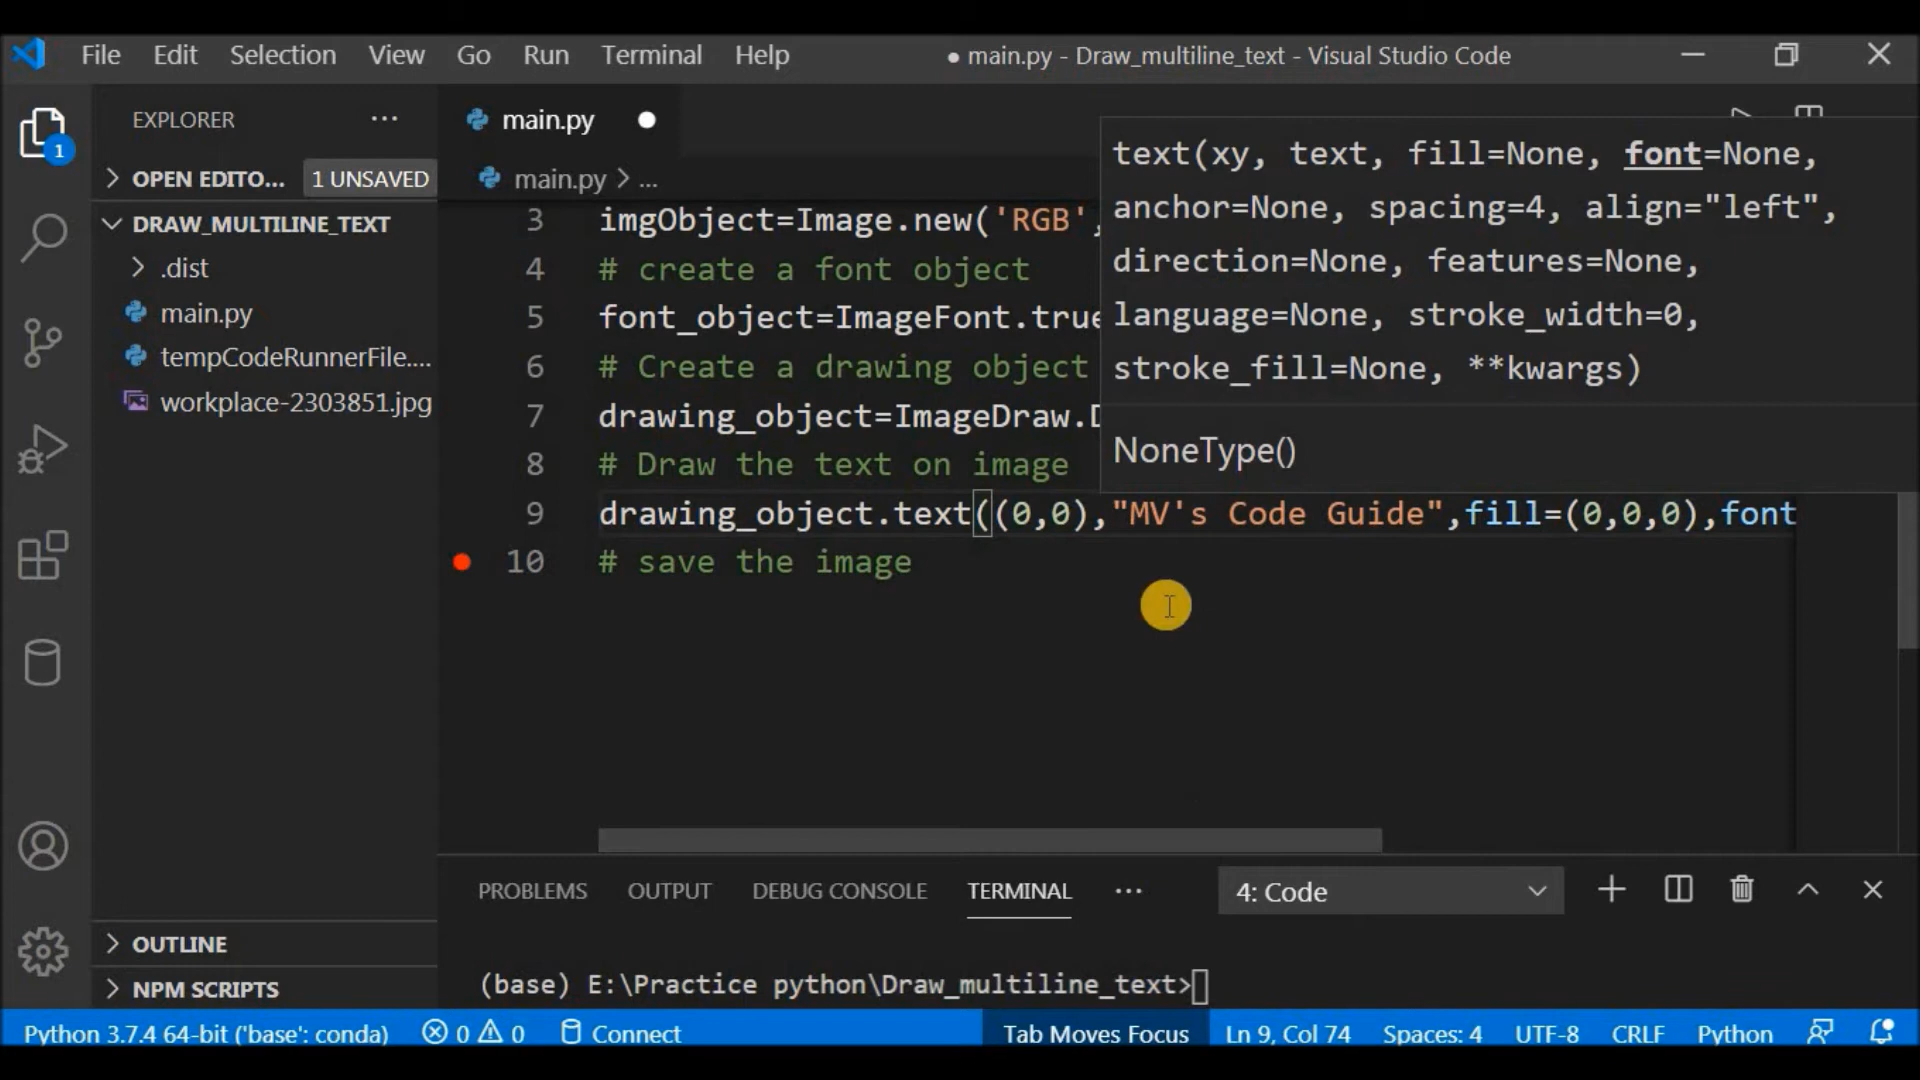 File Edit Selection View Go Run Terminal Help ● main.py - Draw_multiline_text - Visual Studio Code
EXPLORER ...
OPEN EDITO... 1 UNSAVED
DRAW_MULTILINE_TEXT
.dist
main.py
tempCodeRunnerFile....
workplace-2303851.jpg
OUTLINE
NPM SCRIPTS
1
main.py
main.py > ...
3 imgObject=Image.new('RGB',
4 # create a font object
5 font_object=ImageFont.true
6 # Create a drawing object
7 drawing_object=ImageDraw.D
8 # Draw the text on image
9 drawing_object.text((0,0),"MV's Code Guide",fill=(0,0,0),font
10 # save the image
text(xy, text, fill=None, font=None,
anchor=None, spacing=4, align="left",
direction=None, features=None,
language=None, stroke_width=0,
stroke_fill=None, **kwargs)
NoneType()
PROBLEMS OUTPUT DEBUG CONSOLE TERMINAL ... 4: Code
(base) E:\Practice python\Draw_multiline_text>
Python 3.7.4 64-bit ('base': conda) 0 0 Connect Tab Moves Focus Ln 9, Col 74 Spaces: 4 UTF-8 CRLF Python